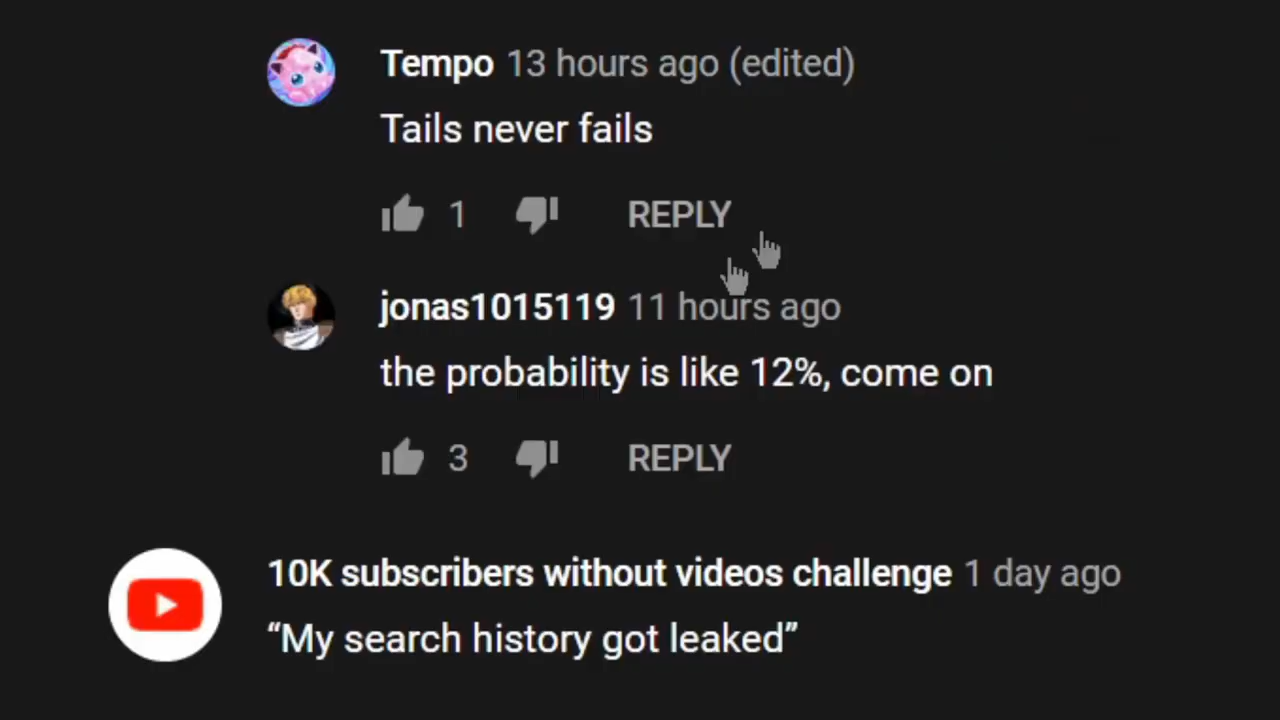 Tempo 13 hours ago (edited)
Tails never fails
1 REPLY
jonas1015119 11 hours ago
the probability is like 12%, come on
3 REPLY
10K subscribers without videos challenge 1 day ago
“My search history got leaked”